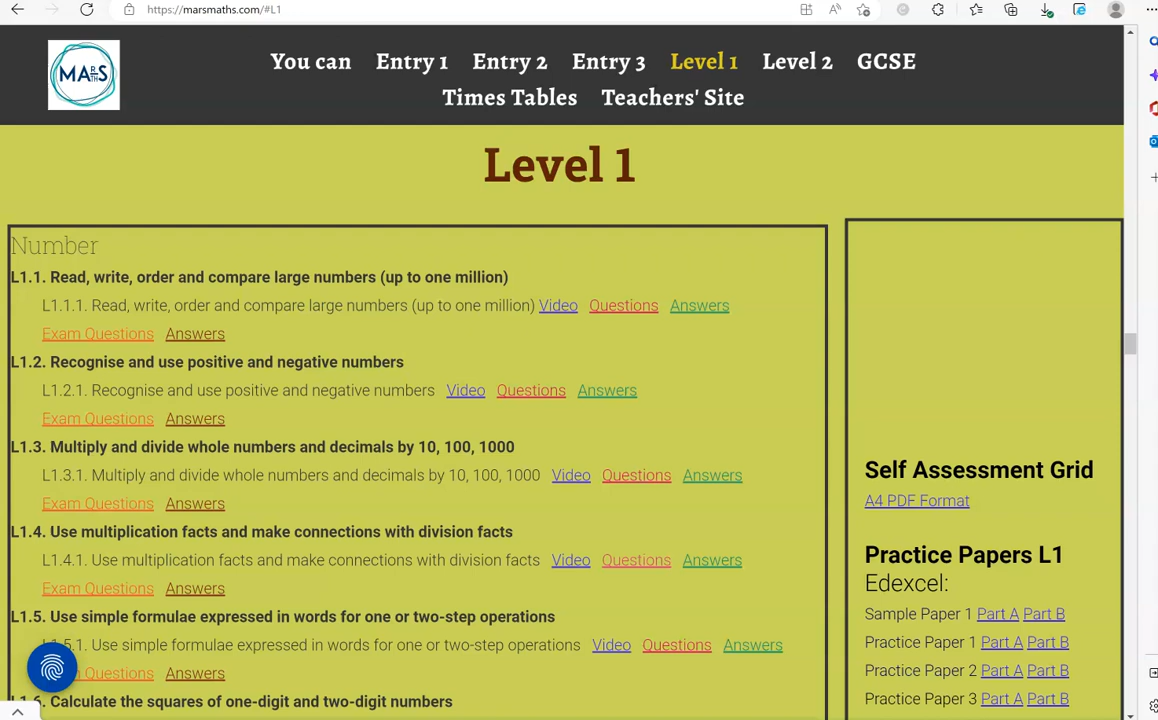 https://marsmaths.com/#L1
MARS
MATH
You can Entry 1 Entry 2 Entry 3 Level 1 Level 2 GCSE
Times Tables Teachers' Site
Level 1
Number
L1.1. Read, write, order and compare large numbers (up to one million)
L1.1.1. Read, write, order and compare large numbers (up to one million) Video Questions Answers
Exam Questions Answers
L1.2. Recognise and use positive and negative numbers
L1.2.1. Recognise and use positive and negative numbers Video Questions Answers
Exam Questions Answers
L1.3. Multiply and divide whole numbers and decimals by 10, 100, 1000
L1.3.1. Multiply and divide whole numbers and decimals by 10, 100, 1000 Video Questions Answers
Exam Questions Answers
L1.4. Use multiplication facts and make connections with division facts
L1.4.1. Use multiplication facts and make connections with division facts Video Questions Answers
Exam Questions Answers
L1.5. Use simple formulae expressed in words for one or two-step operations
L1.5.1. Use simple formulae expressed in words for one or two-step operations Video Questions Answers
Questions Answers
L1.6. Calculate the squares of one-digit and two-digit numbers
Self Assessment Grid
A4 PDF Format
Practice Papers L1
Edexcel:
Sample Paper 1 Part A Part B
Practice Paper 1 Part A Part B
Practice Paper 2 Part A Part B
Practice Paper 3 Part A Part B